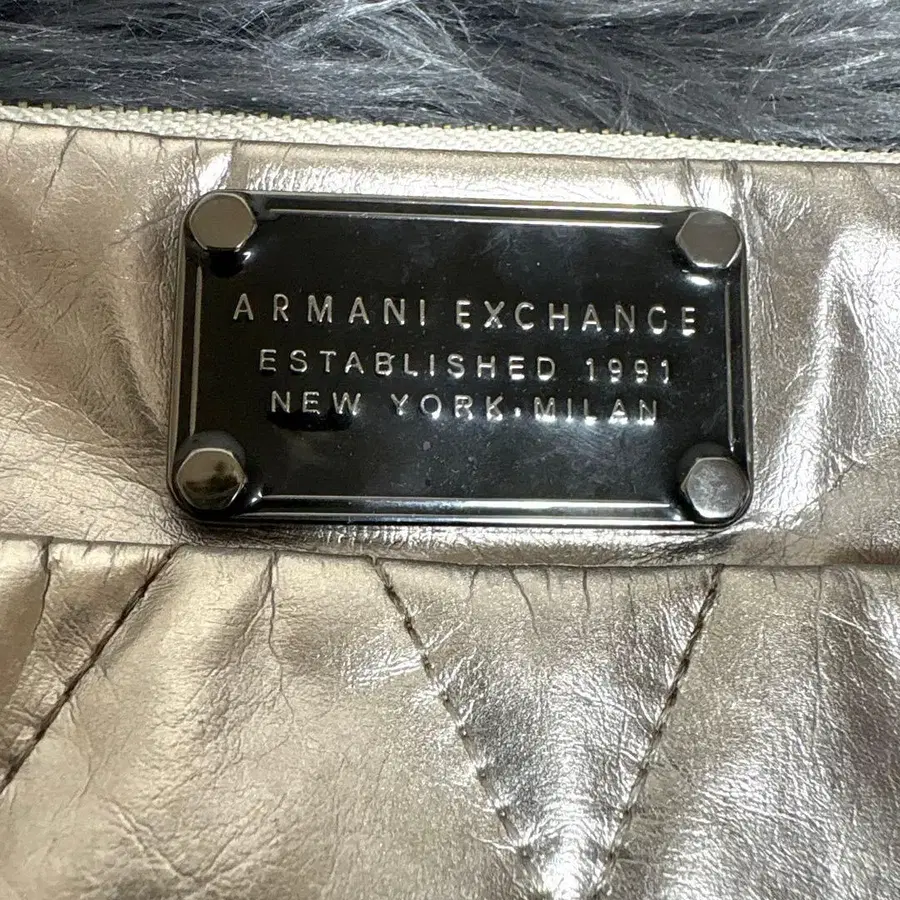 ARMANI EXCHANGE
ESTABLISHED 1991
NEW YORK·MILAN